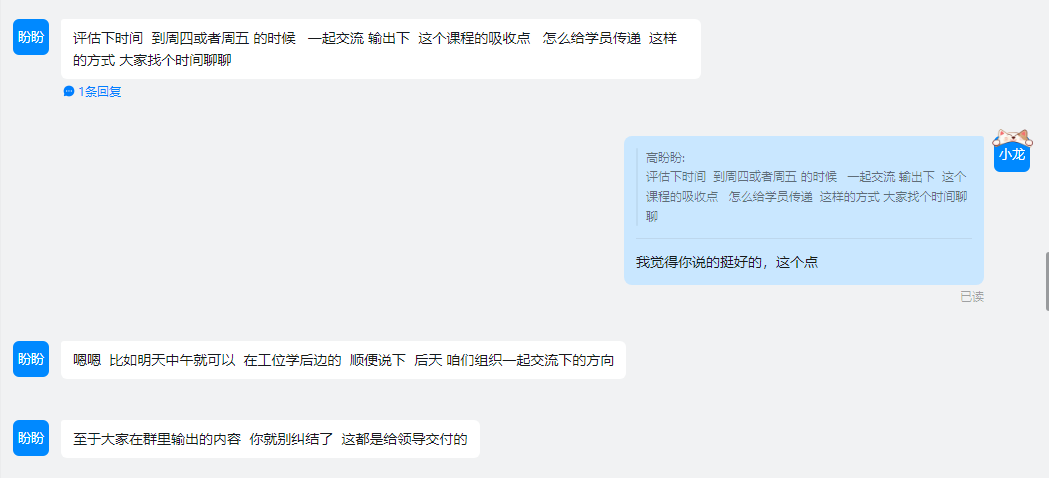 盼盼
评估下时间  到周四或者周五 的时候   一起交流 输出下  这个课程的吸收点   怎么给学员传递  这样
的方式 大家找个时间聊聊
1条回复
小龙
高盼盼:
评估下时间  到周四或者周五 的时候   一起交流 输出下  这个
课程的吸收点   怎么给学员传递  这样的方式 大家找个时间聊
聊
我觉得你说的挺好的，这个点
已读
盼盼
嗯嗯  比如明天中午就可以  在工位学后边的  顺便说下  后天 咱们组织一起交流下的方向
盼盼
至于大家在群里输出的内容  你就别纠结了  这都是给领导交付的